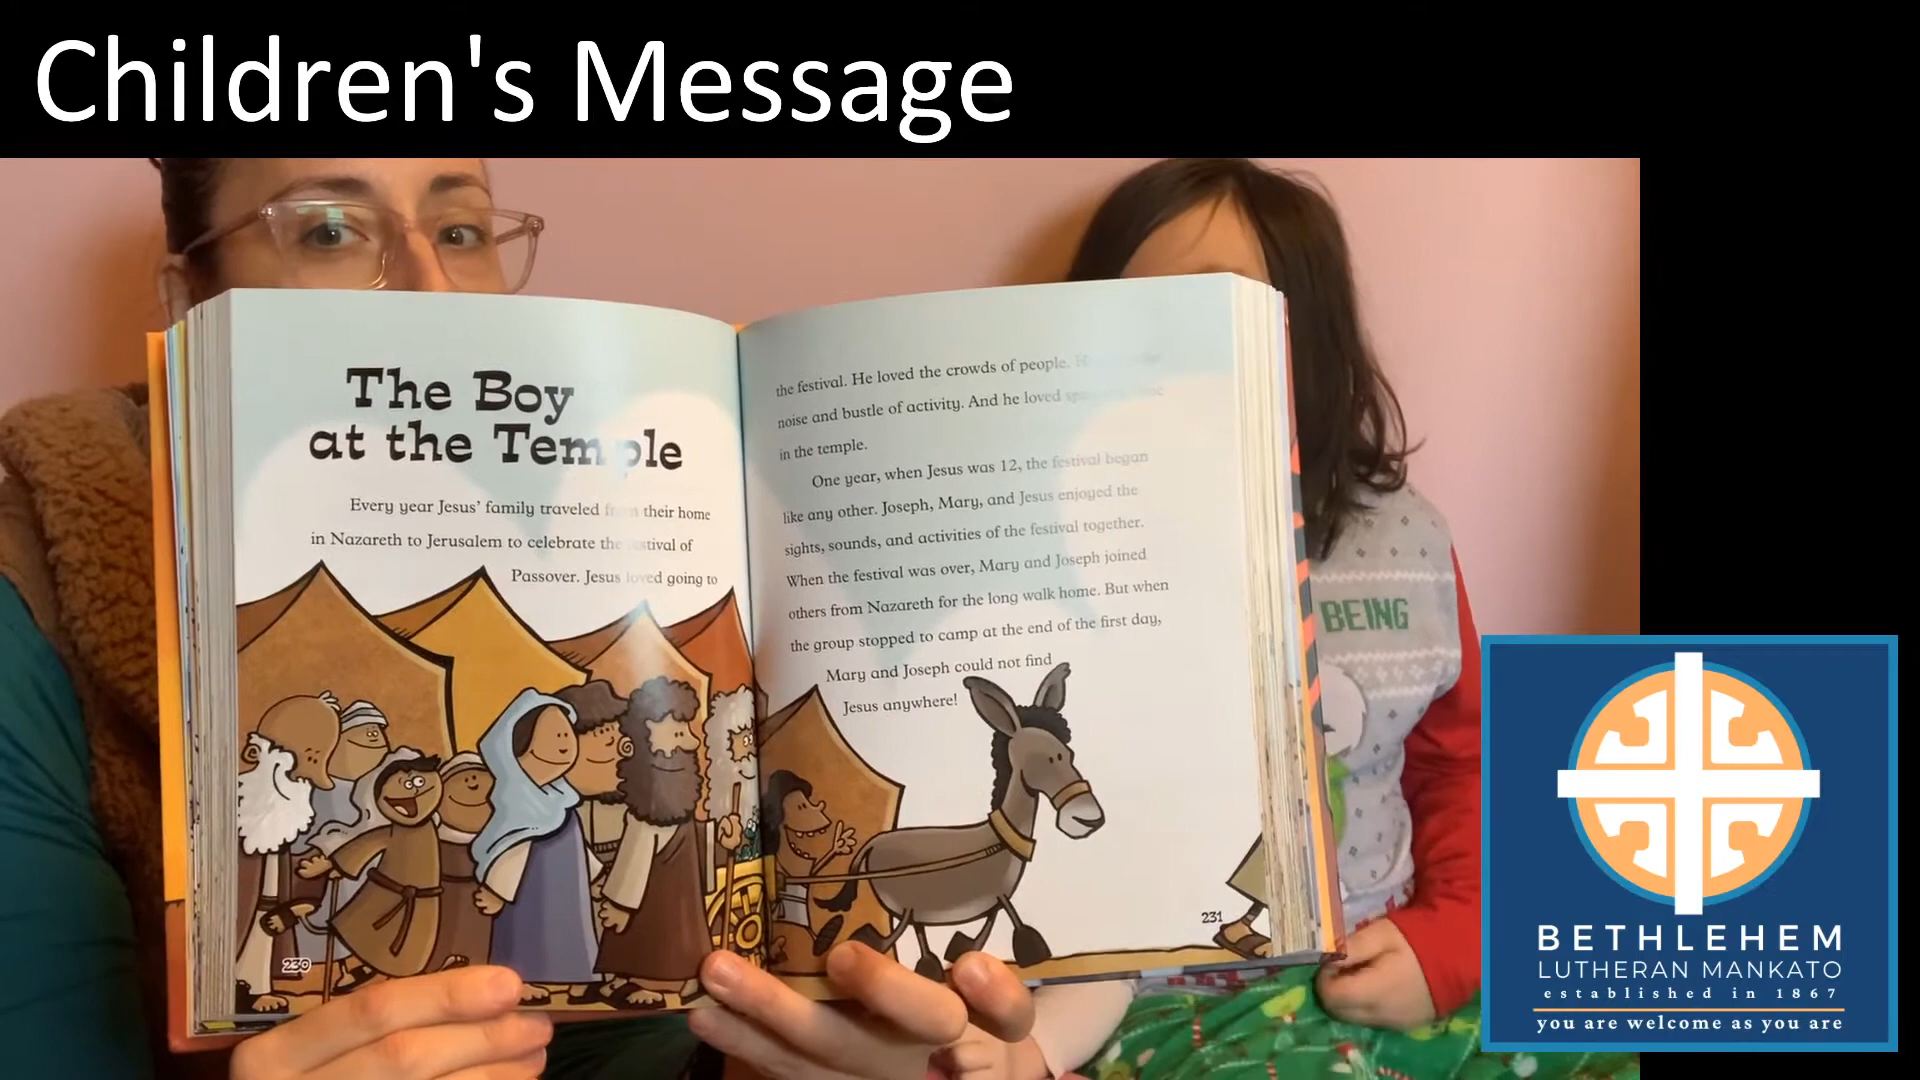 Children's Message
The Boy
at the Temple
Every year Jesus' family traveled from their home
in Nazareth to Jerusalem to celebrate the festival of
Passover. Jesus loved going to
230
the festival. He loved the crowds of people.
noise and bustle of activity. And he loved
in the temple.
One year, when Jesus was 12, the festival began
like any other. Joseph, Mary, and Jesus enjoyed the
sights, sounds, and activities of the festival together.
When the festival was over, Mary and Joseph joined
others from Nazareth for the long walk home. But when
the group stopped to camp at the end of the first day,
Mary and Joseph could not find
Jesus anywhere!
231
BEING
BETHLEHEM
LUTHERAN MANKATO
established in 1867
you are welcome as you are